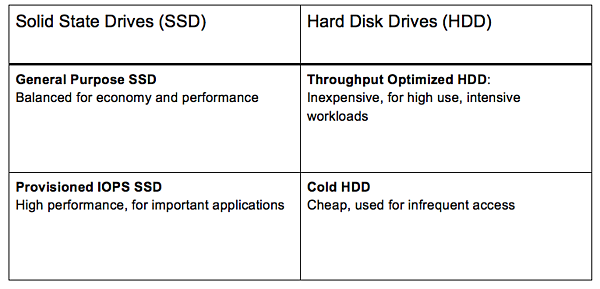 Solid State Drives (SSD)
Hard Disk Drives (HDD)
General Purpose SSD
Balanced for economy and performance
Throughput Optimized HDD:
Inexpensive, for high use, intensive
workloads
Provisioned IOPS SSD
High performance, for important applications
Cold HDD
Cheap, used for infrequent access